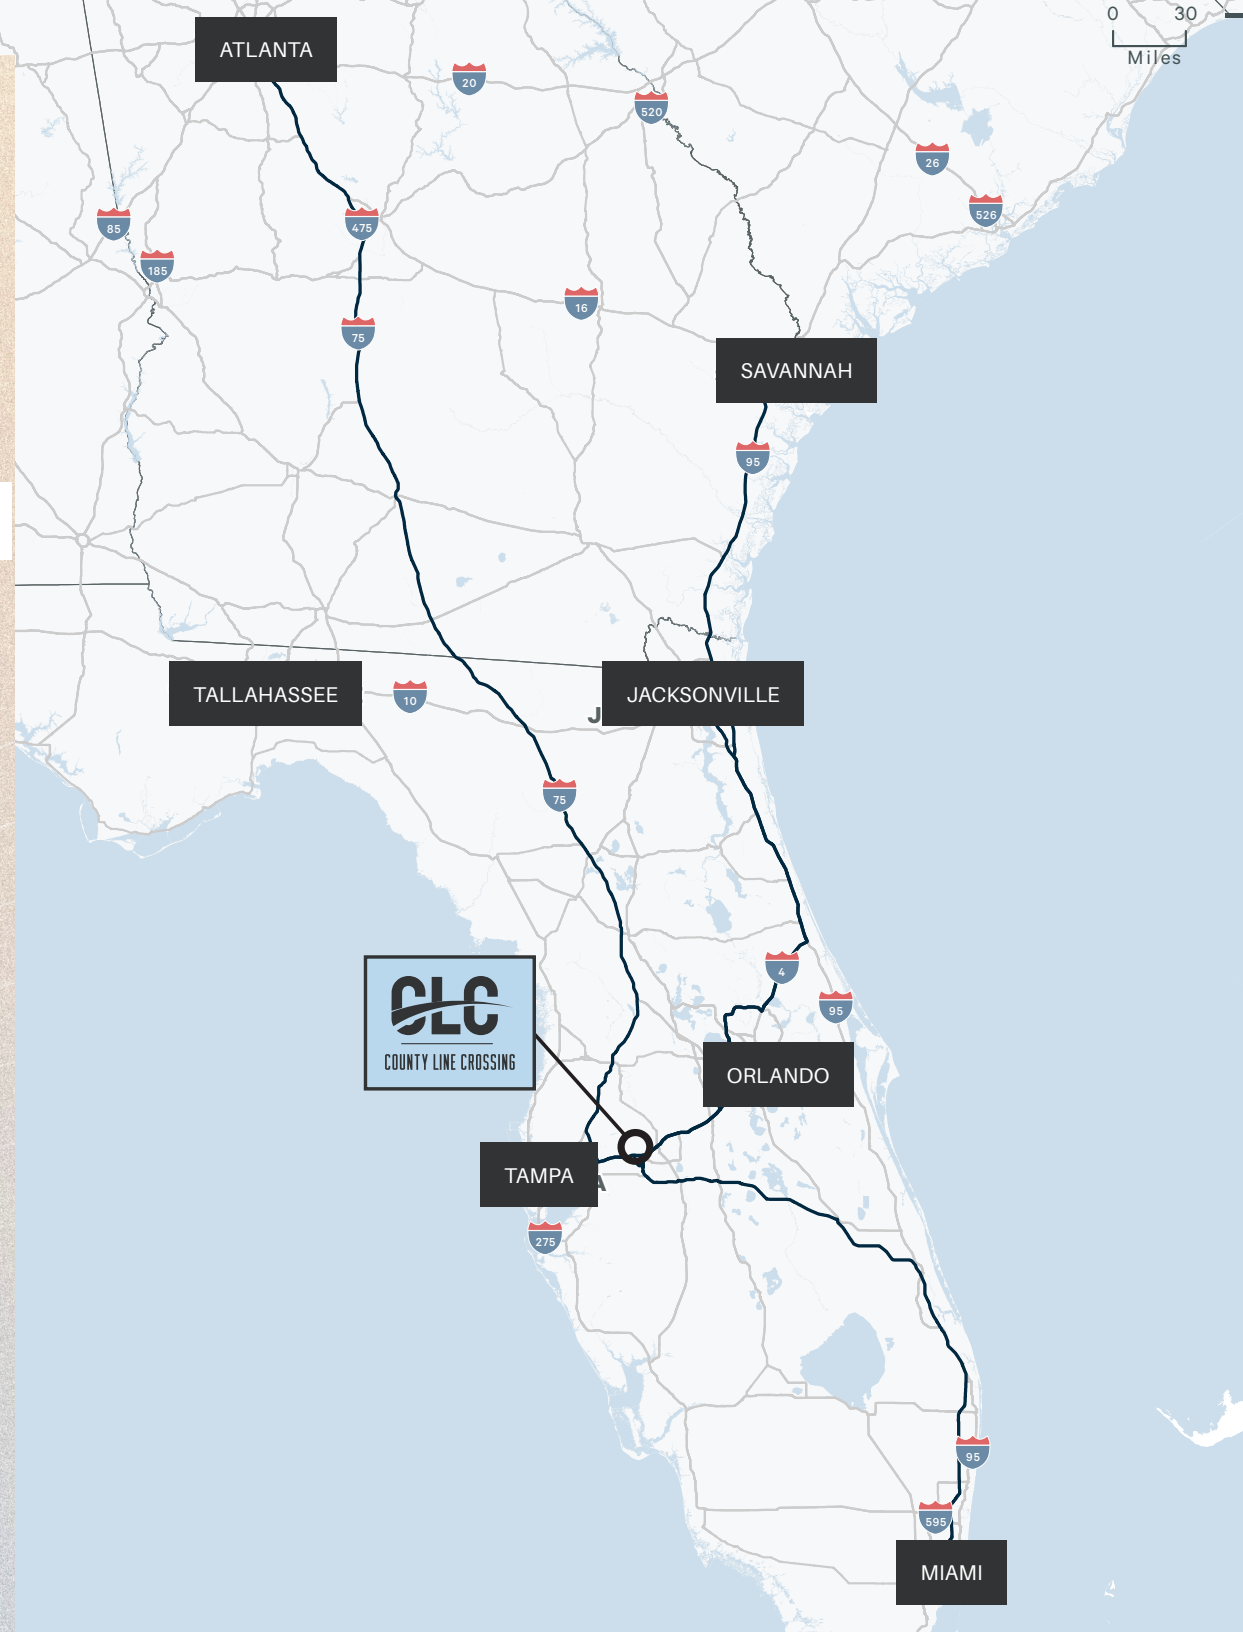 0 30
Miles
ATLANTA
20
520
26
526
85
475
185
16
75
SAVANNAH
95
TALLAHASSEE
10
J
JACKSONVILLE
75
4
95
CLC
COUNTY LINE CROSSING
ORLANDO
TAMPA
A
275
95
595
MIAMI